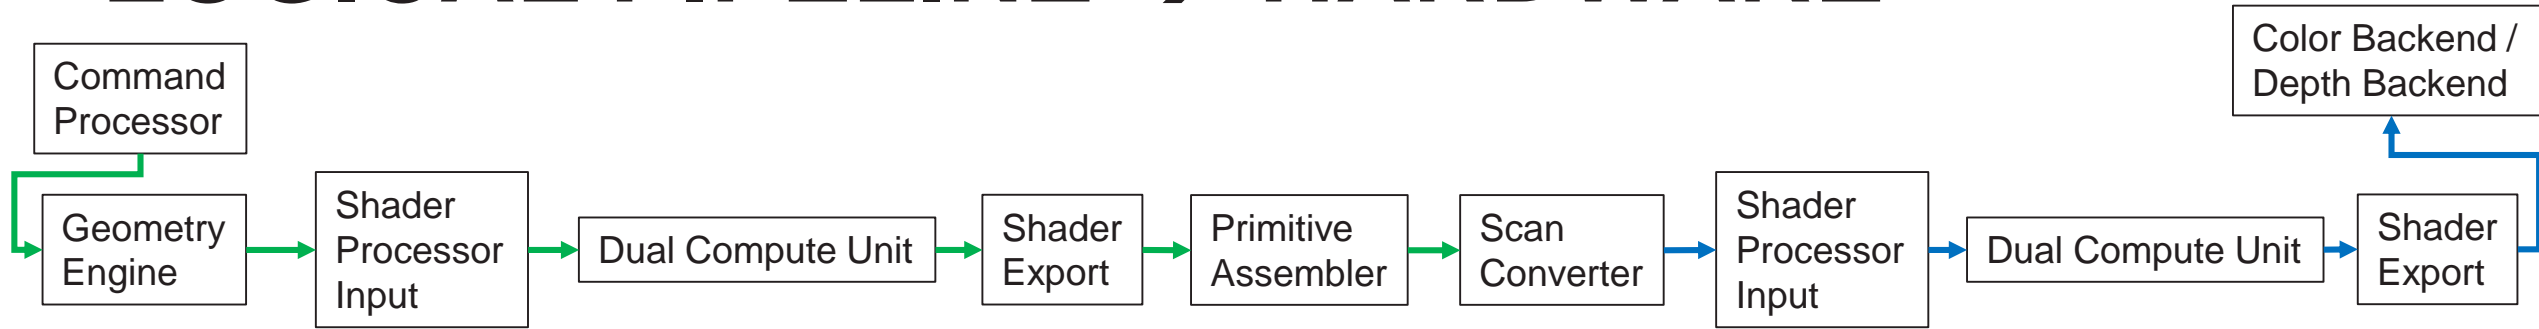 Command
Processor
Geometry
Engine
Shader
Processor
Input
Dual Compute Unit
Shader
Export
Primitive
Assembler
Scan
Converter
Shader
Processor
Input
Dual Compute Unit
Shader
Export
Color Backend /
Depth Backend